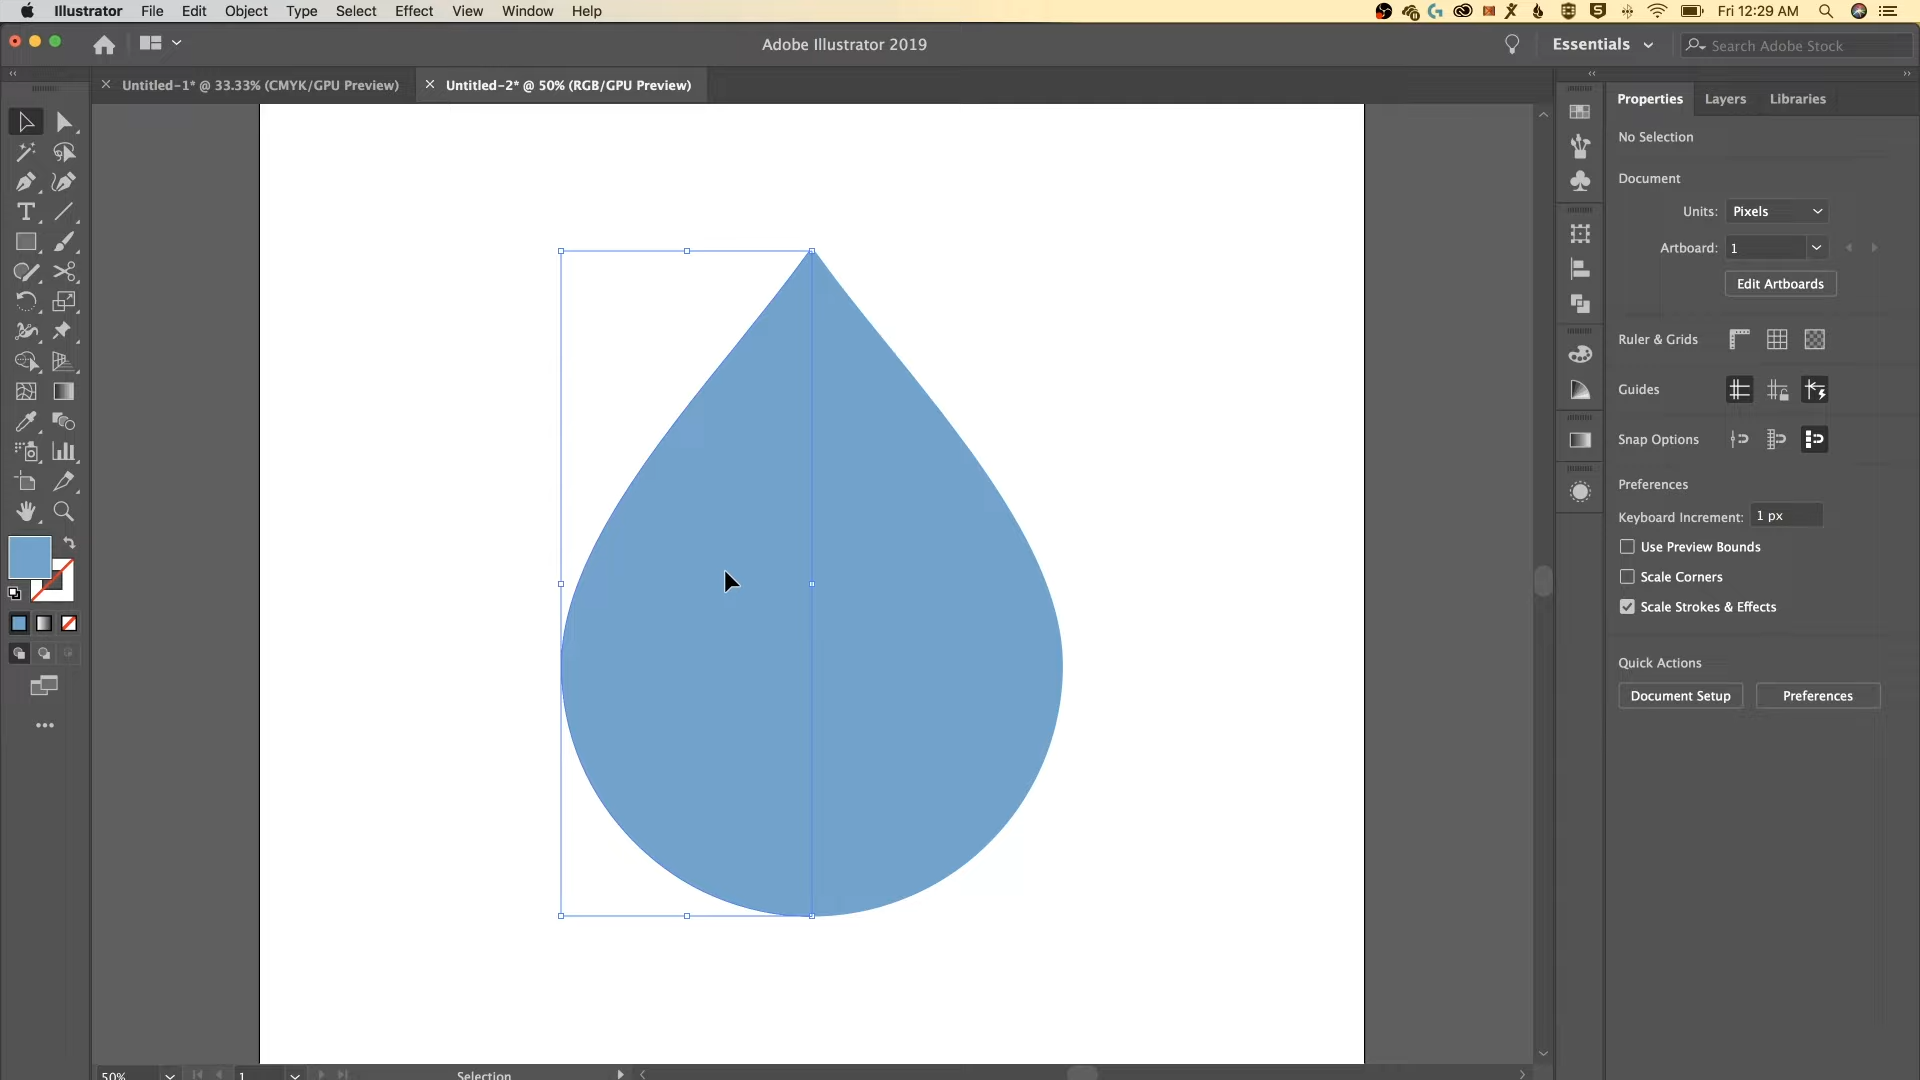 Illustrator File Edit Object Type Select Effect View Window Help Fri 12:29 AM
Adobe Illustrator 2019 Essentials Search Adobe Stock
Untitled-1* @ 33.33% (CMYK/GPU Preview) Untitled-2* @ 50% (RGB/GPU Preview)
Properties Layers Libraries
No Selection
Document
Units: Pixels
Artboard: 1
Edit Artboards
Ruler & Grids
Guides
Snap Options
Preferences
Keyboard Increment: 1 px
Use Preview Bounds
Scale Corners
Scale Strokes & Effects
Quick Actions
Document Setup Preferences
50% 1 Selection